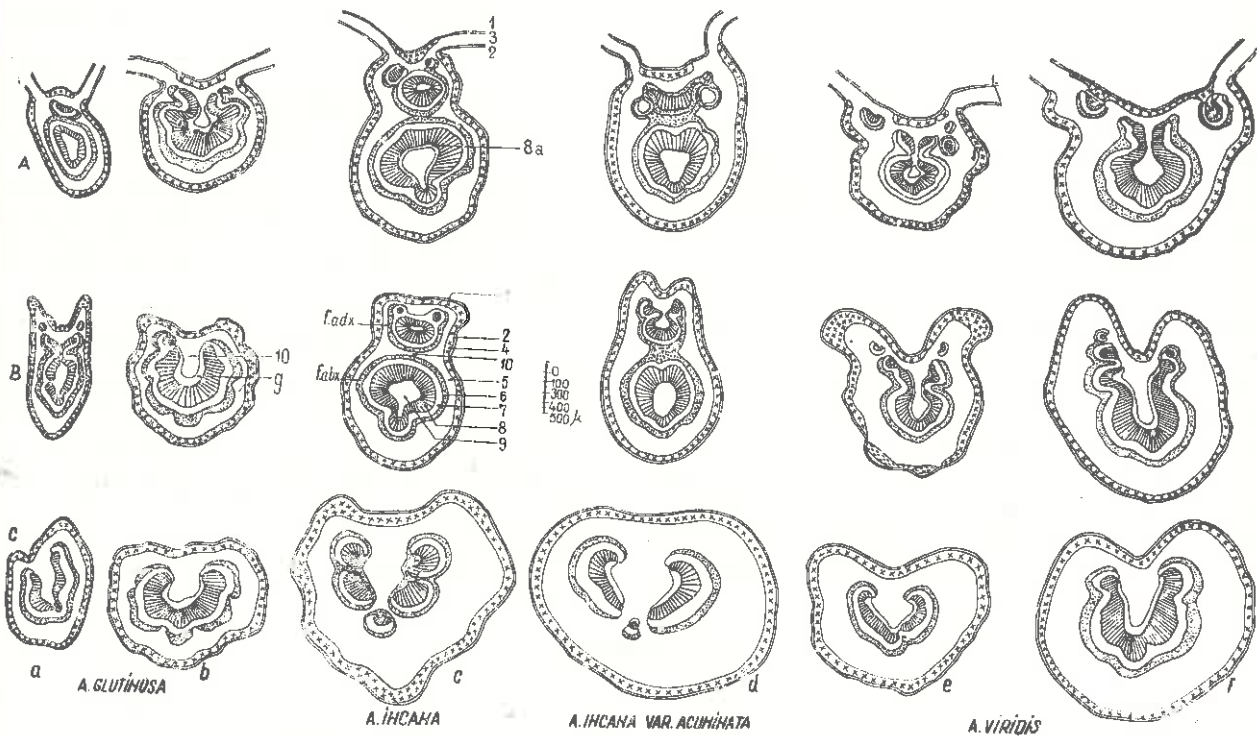 1
3
2
A
8a
B
10
9
f.adx
f.abx
2
4
10
5
6
7
8
9
0
100
300
400
500 μ
C
a
b
c
d
e
f
A. GLUTINOSA
A. INCANA
A. INCANA VAR. ACUMINATA
A. VIRIDIS